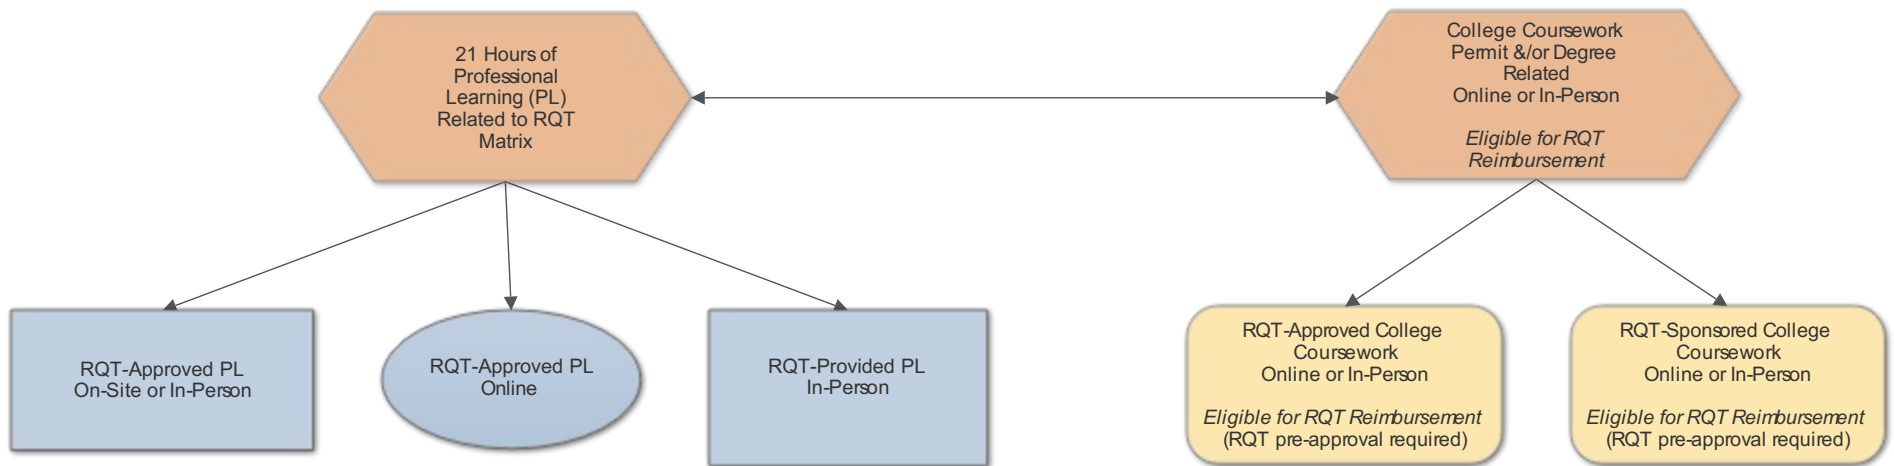 21 Hours of
Professional
Learning (PL)
Related to RQT
Matrix
College Coursework
Permit &/or Degree
Related
Online or In-Person
Eligible for RQT
Reimbursement
RQT-Approved PL
On-Site or In-Person
RQT-Approved PL
Online
RQT-Provided PL
In-Person
RQT-Approved College
Coursework
Online or In-Person
Eligible for RQT Reimbursement
(RQT pre-approval required)
RQT-Sponsored College
Coursework
Online or In-Person
Eligible for RQT Reimbursement
(RQT pre-approval required)